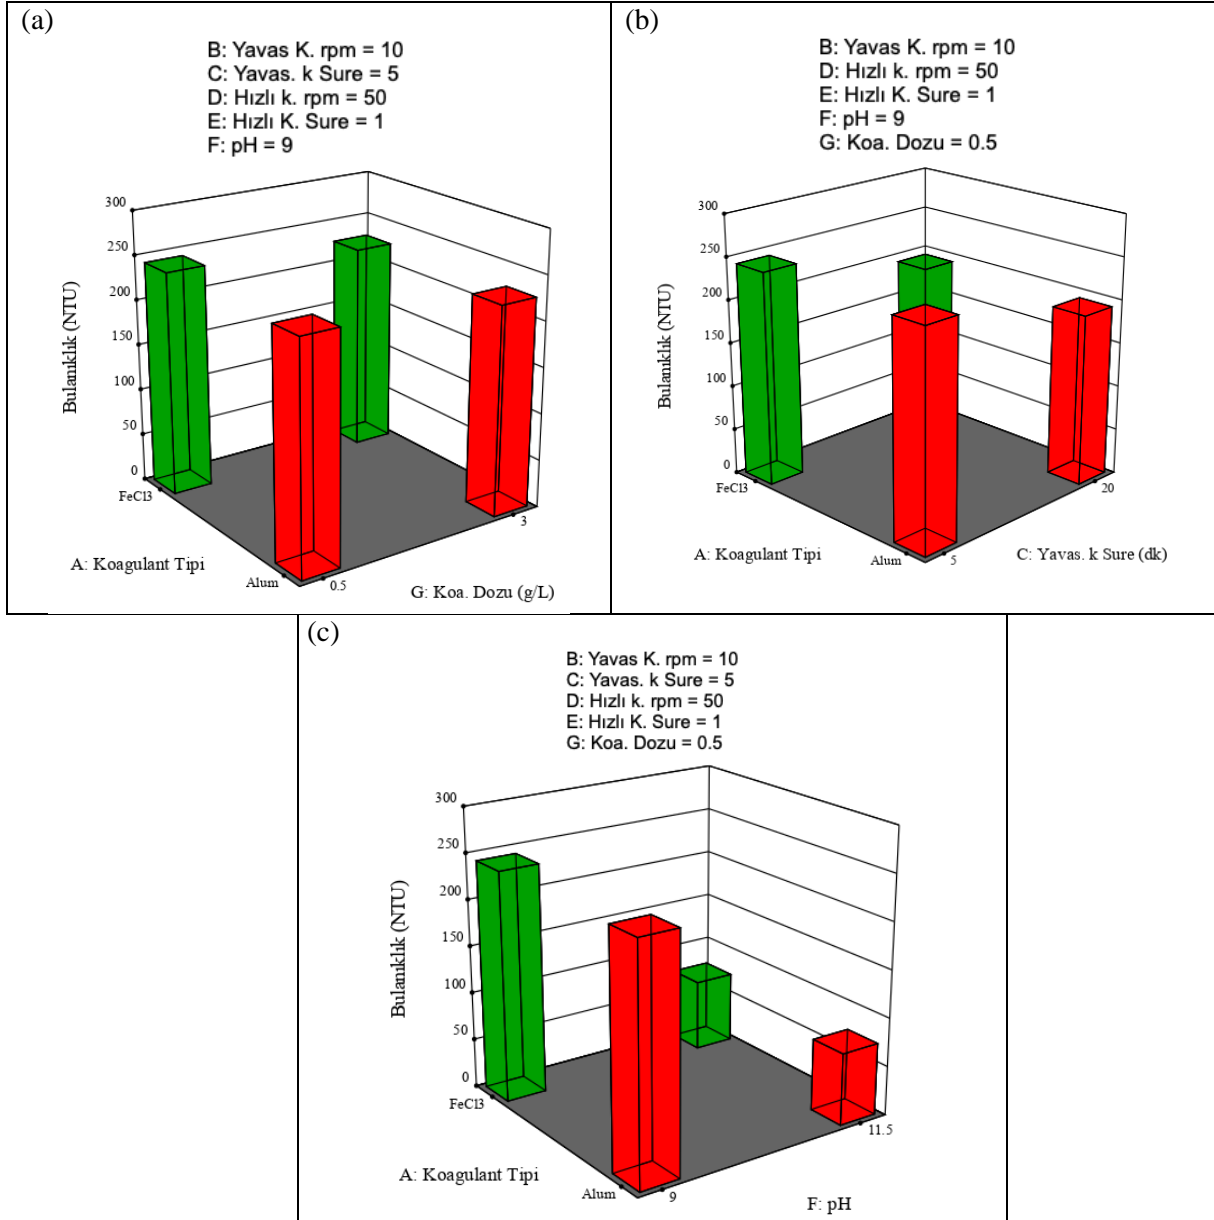 (a)
B: Yavas K. rpm = 10
C: Yavas. k Sure = 5
D: Hızlı k. rpm = 50
E: Hızlı K. Sure = 1
F: pH = 9
300
250
200
150
100
50
0
Bulanıklık (NTU)
FeCl3
Alum
A: Koagulant Tipi
0.5
3
G: Koa. Dozu (g/L)
(b)
B: Yavas K. rpm = 10
D: Hızlı k. rpm = 50
E: Hızlı K. Sure = 1
F: pH = 9
G: Koa. Dozu = 0.5
300
250
200
150
100
50
0
Bulanıklık (NTU)
FeCl3
Alum
A: Koagulant Tipi
5
20
C: Yavas. k Sure (dk)
(c)
B: Yavas K. rpm = 10
C: Yavas. k Sure = 5
D: Hızlı k. rpm = 50
E: Hızlı K. Sure = 1
G: Koa. Dozu = 0.5
300
250
200
150
100
50
0
Bulanıklık (NTU)
FeCl3
Alum
A: Koagulant Tipi
9
11.5
F: pH